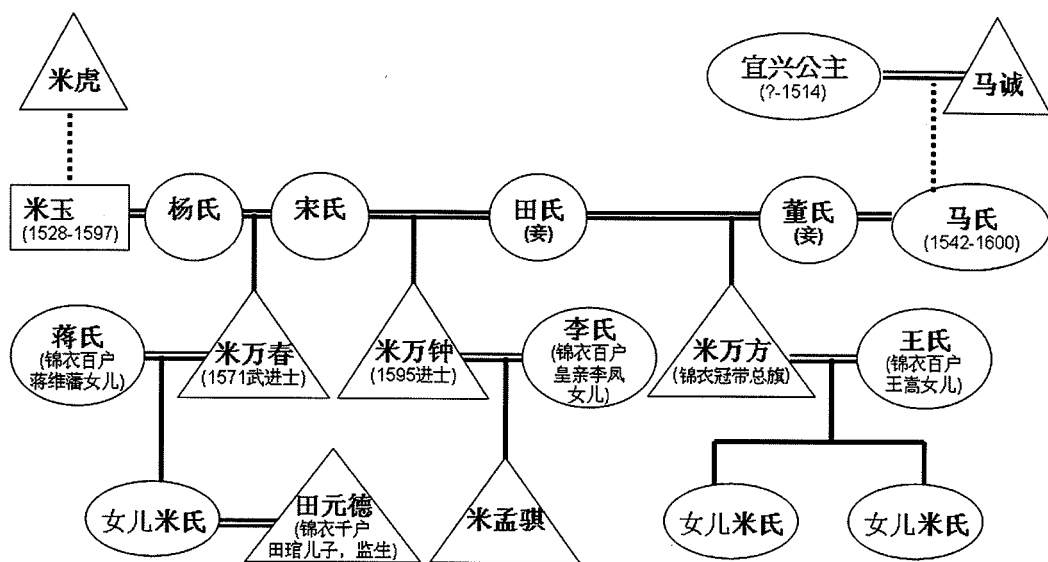 米虎
宜兴公主
(?-1514)
马诚
米玉
(1528-1597)
杨氏
宋氏
田氏
(妾)
董氏
(妾)
马氏
(1542-1600)
蒋氏
(锦衣百户
蒋维藩女儿)
米万春
(1571武进士)
米万钟
(1595进士)
李氏
(锦衣百户
皇亲李凤
女儿)
米万方
(锦衣冠带总旗)
王氏
(锦衣百户
王嵩女儿)
女儿米氏
田元德
(锦衣千户
田琯儿子，监生)
米孟骐
女儿米氏
女儿米氏